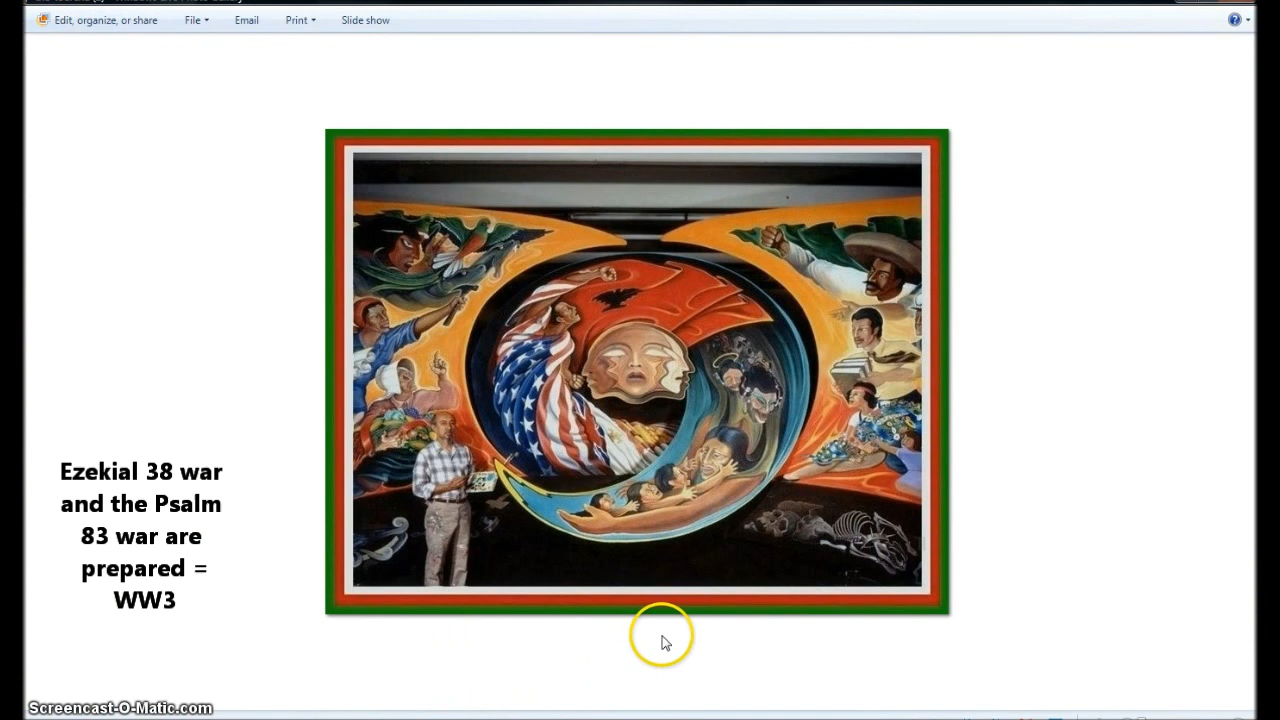 Edit, organize, or share File Email Print Slide show
Ezekial 38 war
and the Psalm
83 war are
prepared =
WW3
Screencast-O-Matic.com